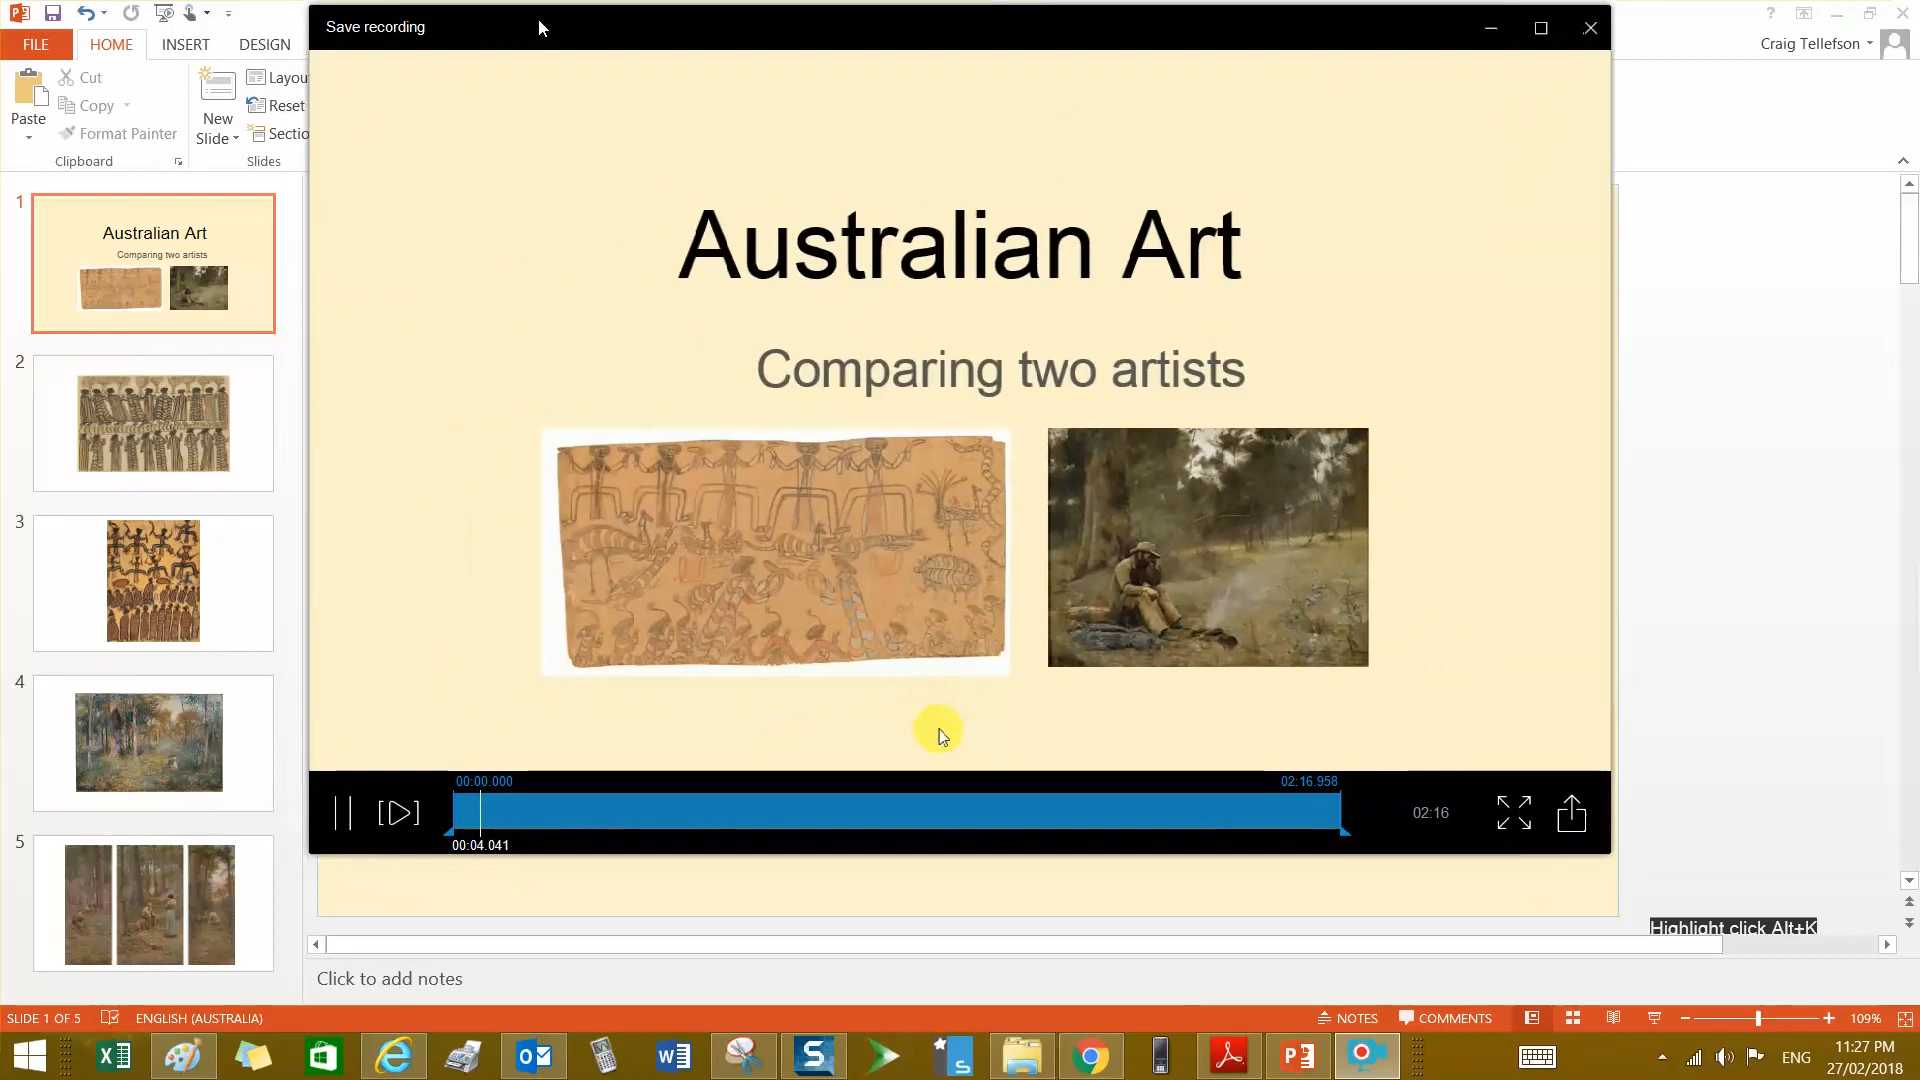 Save recording
FILE
HOME
INSERT
DESIGN
Craig Tellefson
Paste
Cut
Copy
Format Painter
Clipboard
New
Slide
Layou
Reset
Sectio
Slides
1
Australian Art
Comparing two artists
2
3
4
5
Australian Art
Comparing two artists
00:00.000
02:16.958
00:04.041
02:16
Highlight click Alt+K
Click to add notes
SLIDE 1 OF 5
ENGLISH (AUSTRALIA)
NOTES
COMMENTS
109%
ENG
11:27 PM
27/02/2018